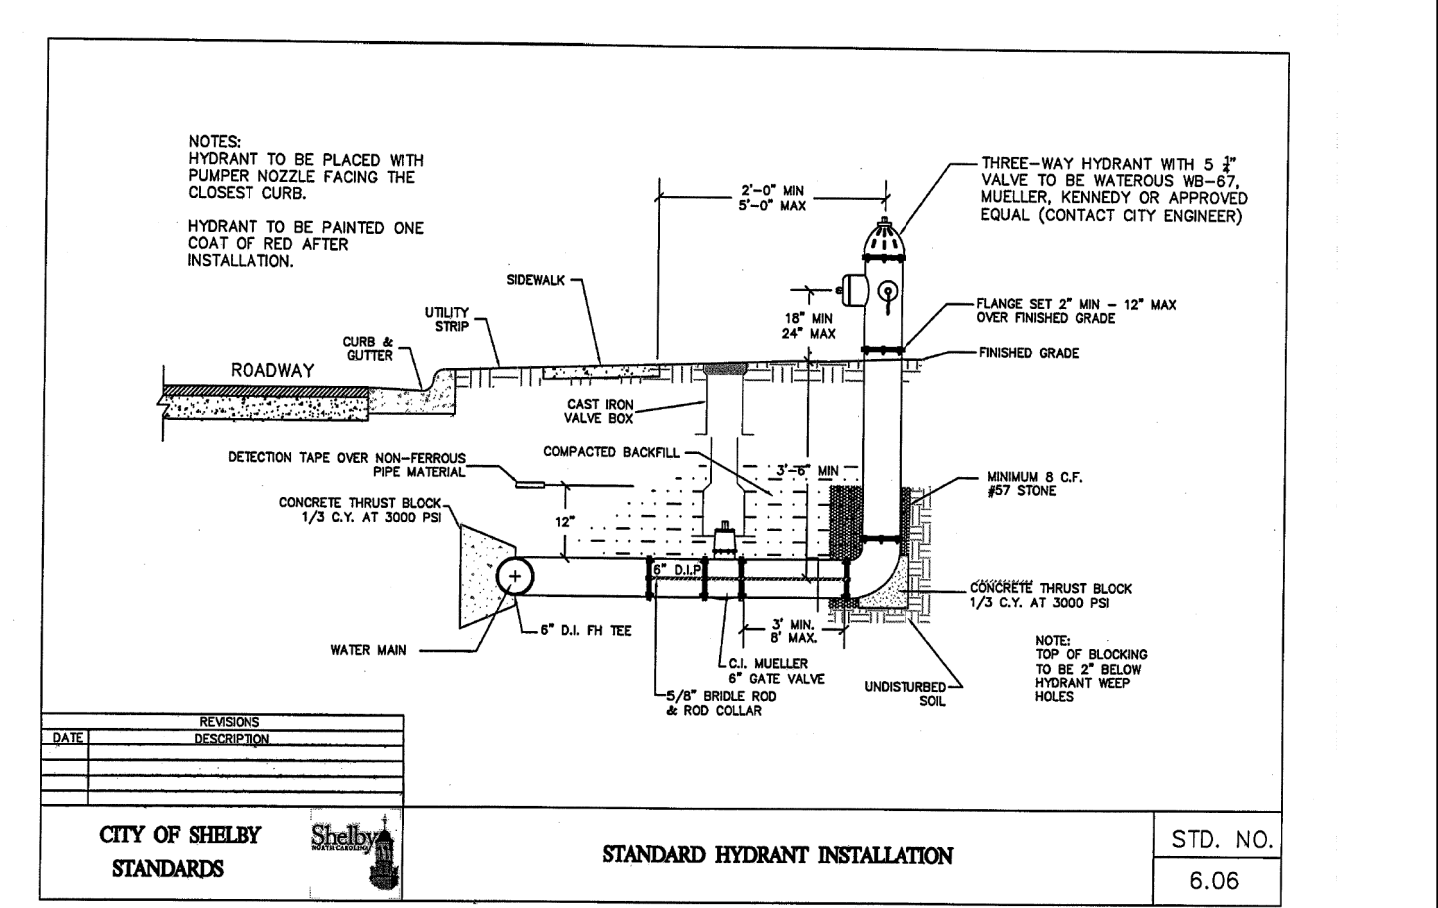 NOTES:
HYDRANT TO BE PLACED WITH
PUMPER NOZZLE FACING THE
CLOSEST CURB.
HYDRANT TO BE PAINTED ONE
COAT OF RED AFTER
INSTALLATION.
2'-0" MIN
5'-0" MAX
THREE-WAY HYDRANT WITH 5 1/4"
VALVE TO BE WATEROUS WB-67,
MUELLER, KENNEDY OR APPROVED
EQUAL (CONTACT CITY ENGINEER)
SIDEWALK
UTILITY
STRIP
CURB &
GUTTER
ROADWAY
18" MIN
24" MAX
FLANGE SET 2" MIN - 12" MAX
OVER FINISHED GRADE
FINISHED GRADE
CAST IRON
VALVE BOX
COMPACTED BACKFILL
DETECTION TAPE OVER NON-FERROUS
PIPE MATERIAL
3'-6" MIN
MINIMUM 8 C.F.
#57 STONE
CONCRETE THRUST BLOCK
1/3 C.Y. AT 3000 PSI
12"
6" D.I.P
CONCRETE THRUST BLOCK
1/3 C.Y. AT 3000 PSI
6" D.I. FH TEE
WATER MAIN
3' MIN.
8' MAX.
C.I. MUELLER
6" GATE VALVE
5/8" BRIDLE ROD
& ROD COLLAR
UNDISTURBED
SOIL
NOTE:
TOP OF BLOCKING
TO BE 2" BELOW
HYDRANT WEEP
HOLES
REVISIONS
DATE DESCRIPTION
CITY OF SHELBY
STANDARDS
Shelby
NORTH CAROLINA
STANDARD HYDRANT INSTALLATION
STD. NO.
6.06